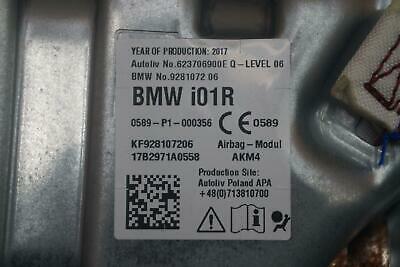 YEAR OF PRODUCTION: 2017
Autoliv No.623706900E Q-LEVEL 06
BMW No.9281072 06
BMW i01R
0589-P1-000356 CE 0589
KF928107206 Airbag-Modul
17B2971A0558 AKM4
Production Site:
Autoliv Poland APA
+48(0)713810700